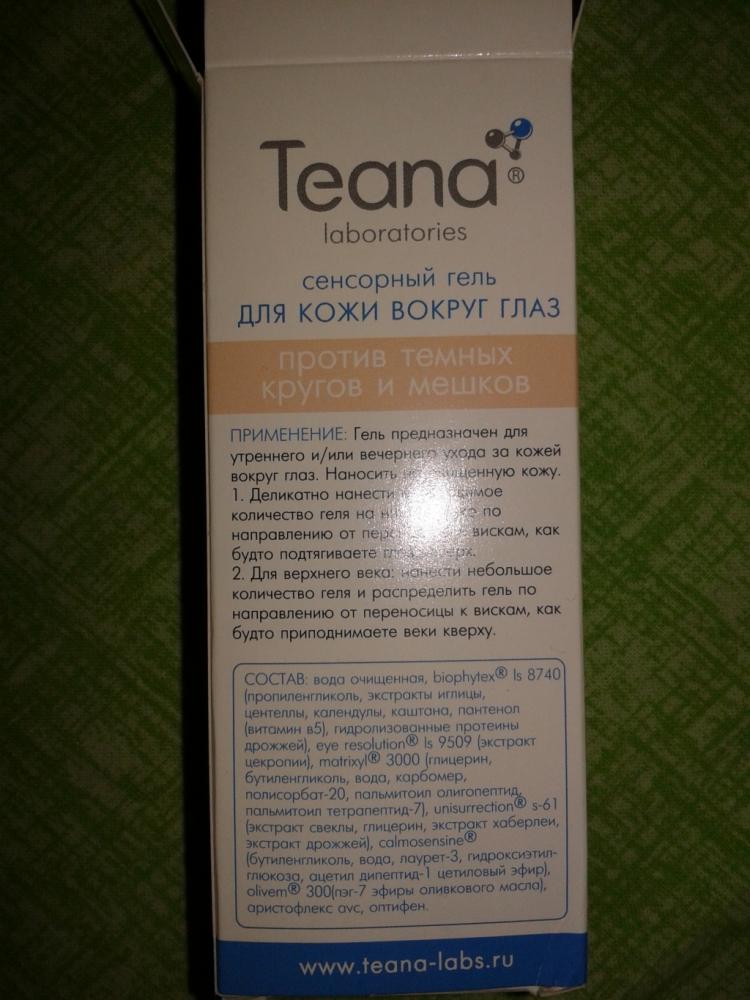 Teana®
laboratories
сенсорный гель
ДЛЯ КОЖИ ВОКРУГ ГЛАЗ
против темных
кругов и мешков
ПРИМЕНЕНИЕ: Гель предназначен для
утреннего и/или вечернего ухода за кожей
вокруг глаз. Наносить на очищенную кожу.
1. Деликатно нанести
количество геля на по
направлению от вискам, как
будто подтягиваете
2. Для верхнего века: нанести небольшое
количество геля и распределить гель по
направлению от переносицы к вискам, как
будто приподнимаете веки кверху.
СОСТАВ: вода очищенная, biophytex® ls 8740
(пропиленгликоль, экстракты иглицы,
центеллы, календулы, каштана, пантенол
(витамин в5), гидролизованные протеины
дрожжей), eye resolution® ls 9509 (экстракт
цекропии), matrixyl® 3000 (глицерин,
бутиленгликоль, вода, карбомер,
полисорбат-20, пальмитоил олигопептид,
пальмитоил тетрапептид-7), unisurrection® s-61
(экстракт свеклы, глицерин, экстракт хаберлеи,
экстракт дрожжей), calmosensine®
(бутиленгликоль, вода, лаурет-3, гидроксиэтил-
глюкоза, ацетил дипептид-1 цетиловый эфир),
olivem® 300(пэг-7 эфиры оливкового масла),
аристофлекс avc, оптифен.
www.teana-labs.ru